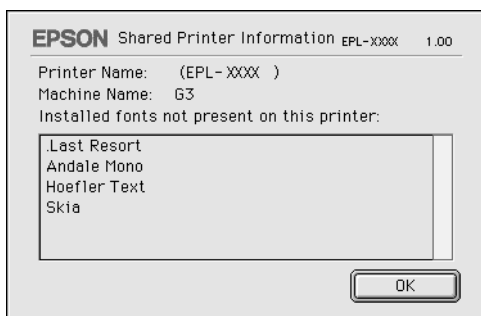 EPSON Shared Printer Information EPL-XXXX 1.00
Printer Name: (EPL-XXXX )
Machine Name: G3
Installed fonts not present on this printer:
.Last Resort
Andale Mono
Hoefler Text
Skia
OK